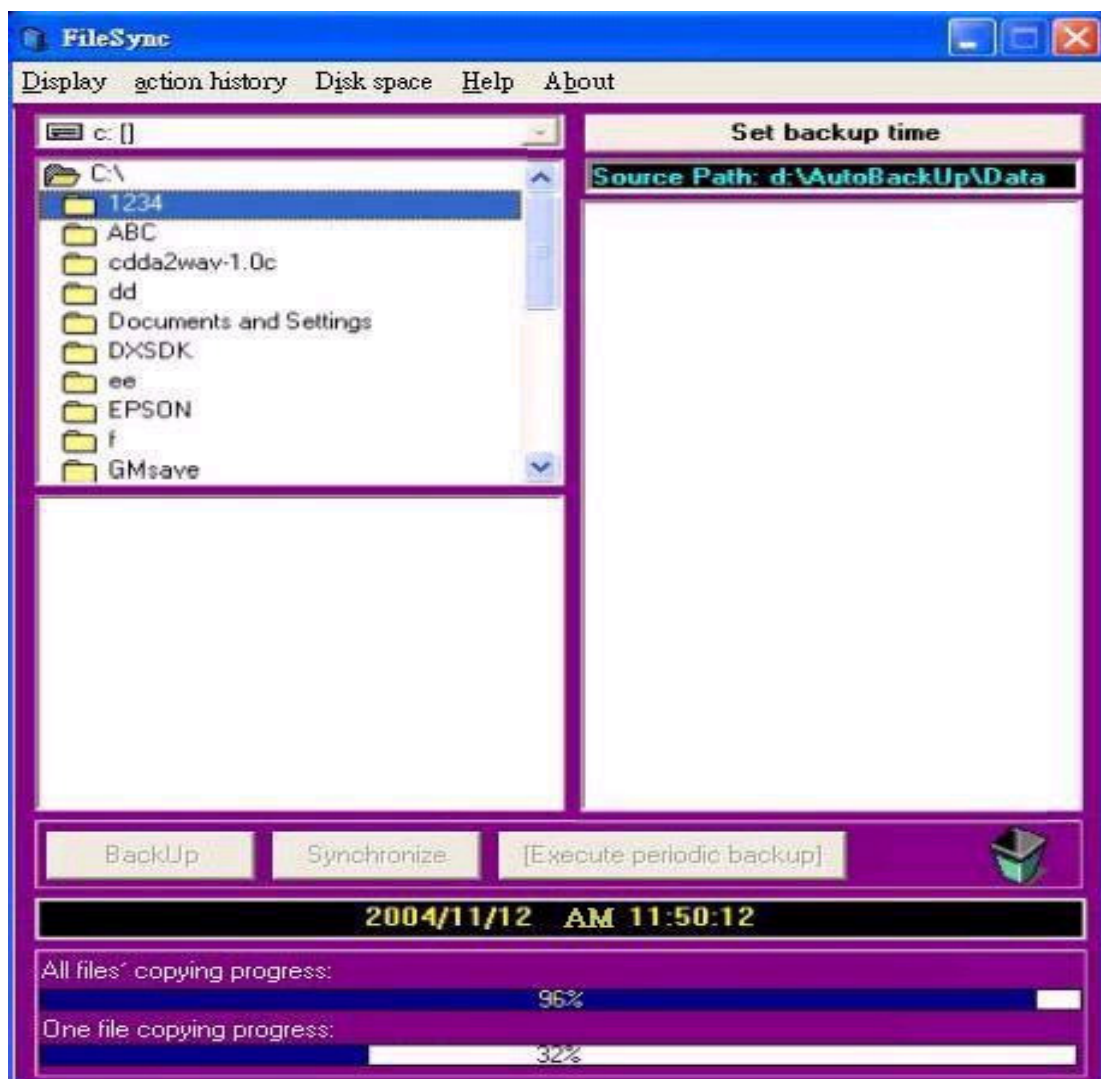 FileSync
Display action history Disk space Help About
c: []
Set backup time
C:\
Source Path: d:\AutoBackUp\Data
1234
ABC
cdda2wav-1.0c
dd
Documents and Settings
DXSDK
ee
EPSON
f
GMsave
BackUp Synchronize [Execute periodic backup]
2004/11/12 AM 11:50:12
All files´ copying progress:
96%
One file copying progress:
32%